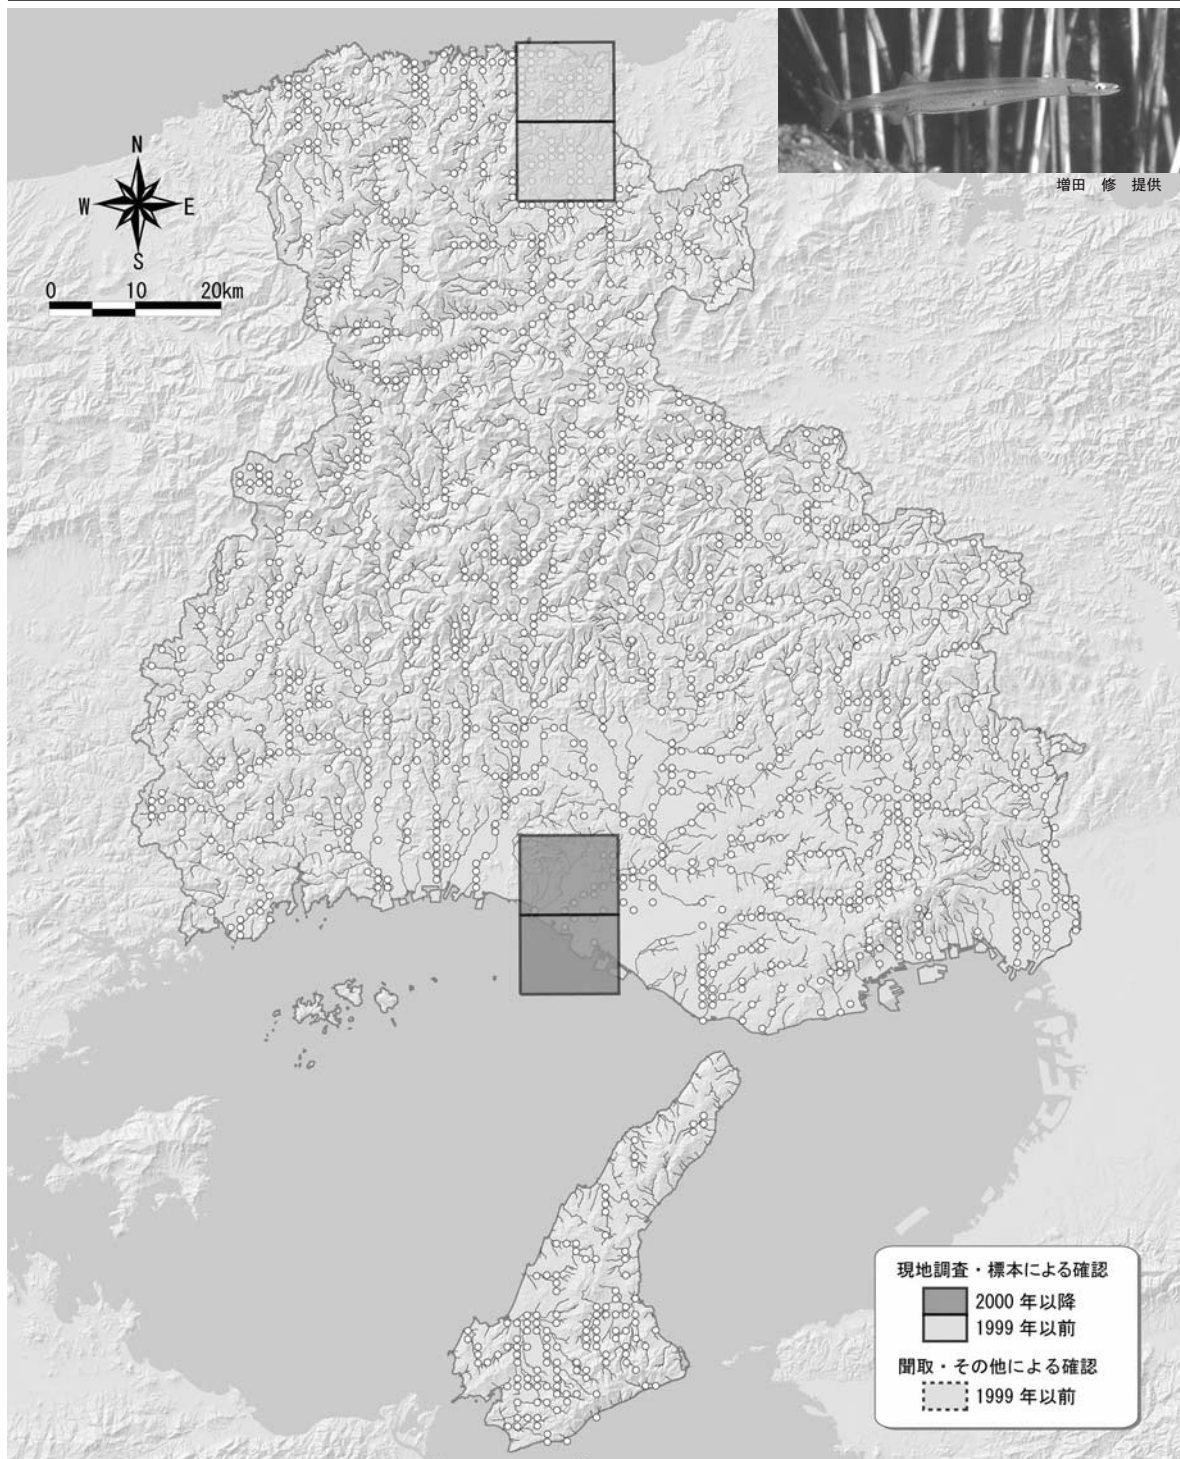 増田 修 提供
N
W E
S
0 10 20km
現地調査・標本による確認
2000 年以降
1999 年以前
聞取・その他による確認
1999 年以前